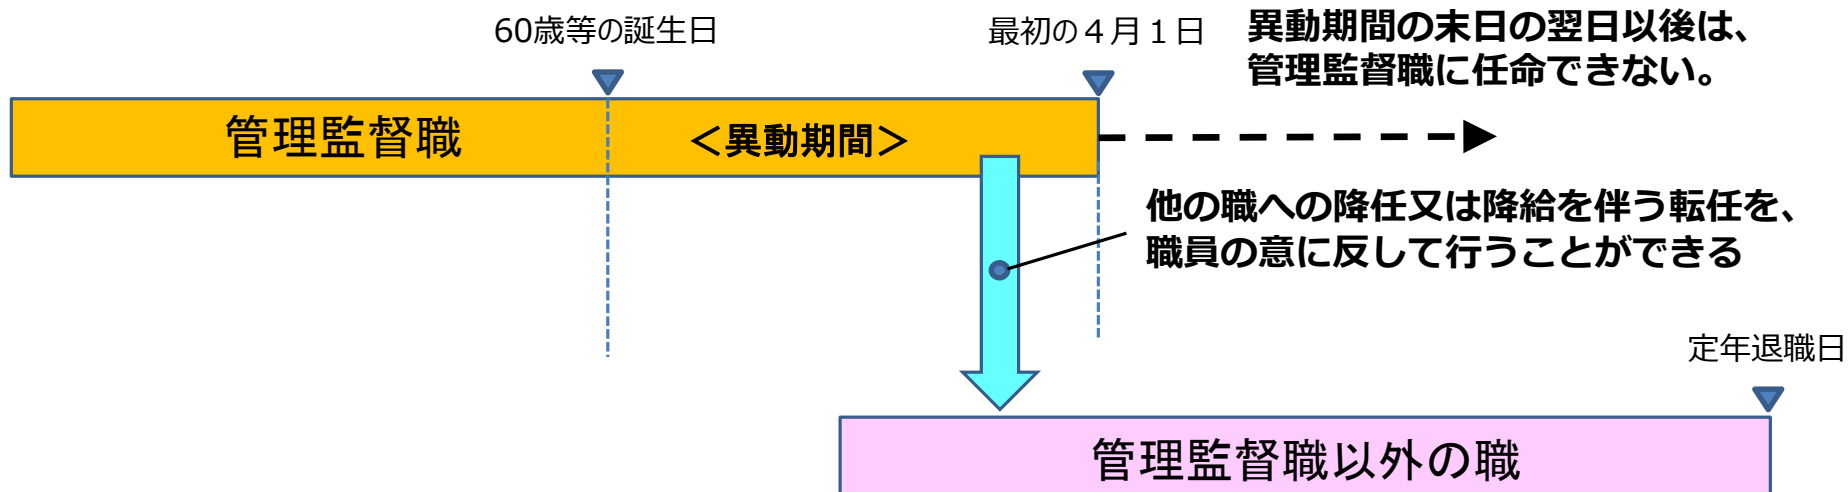 60歳等の誕生日
最初の４月１日
異動期間の末日の翌日以後は、
管理監督職に任命できない。
管理監督職
＜異動期間＞
他の職への降任又は降給を伴う転任を、
職員の意に反して行うことができる
定年退職日
管理監督職以外の職